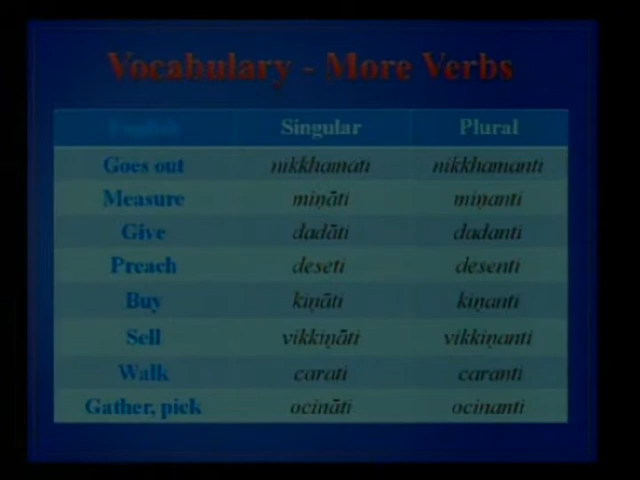 Vocabulary - More Verbs
English Singular Plural
Goes out nikkhamati nikkhamanti
Measure miṇāti miṇanti
Give dadāti dadanti
Preach deseti desenti
Buy kiṇāti kiṇanti
Sell vikkiṇāti vikkiṇanti
Walk carati caranti
Gather, pick ocināti ocinanti